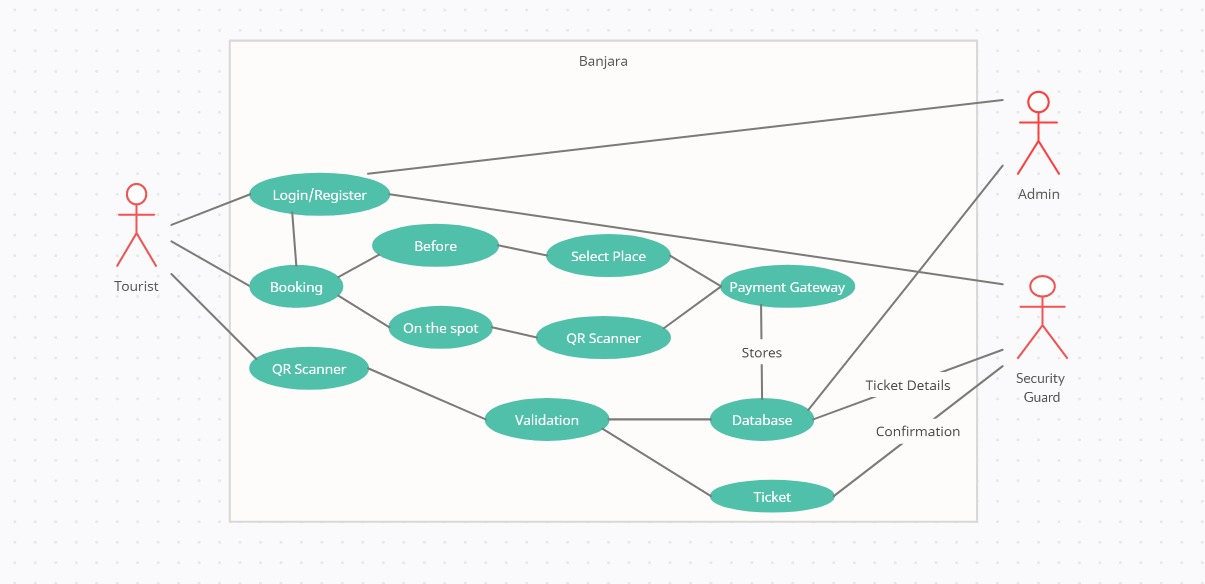 Banjara
Admin
Login/Register
Tourist
Before
Select Place
Booking
Payment Gateway
On the spot
QR Scanner
Stores
QR Scanner
Security
Guard
Ticket Details
Validation
Database
Confirmation
Ticket